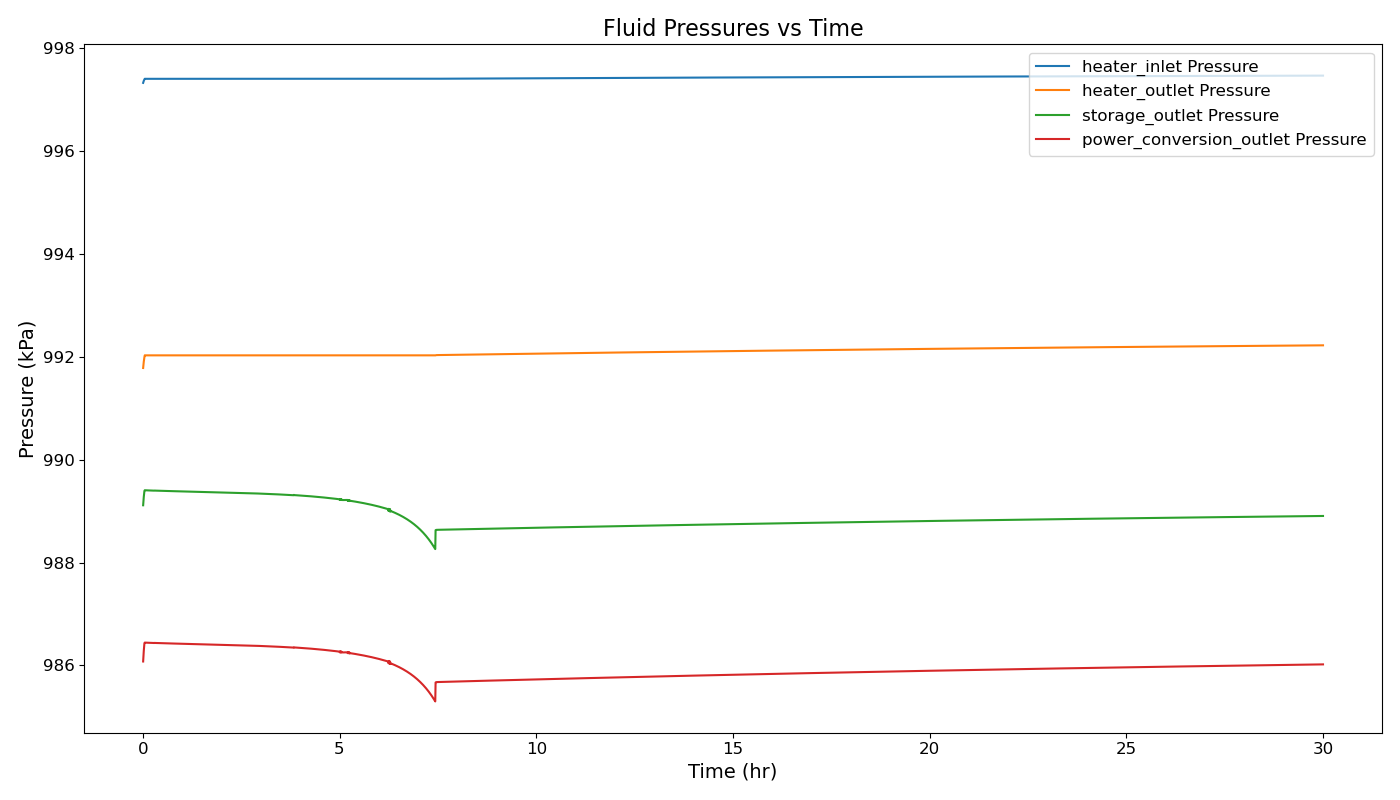 Fluid Pressures vs Time
998
996
994
992
990
988
986
Pressure (kPa)
heater_inlet Pressure
heater_outlet Pressure
storage_outlet Pressure
power_conversion_outlet Pressure
0 5 10 15 20 25 30
Time (hr)